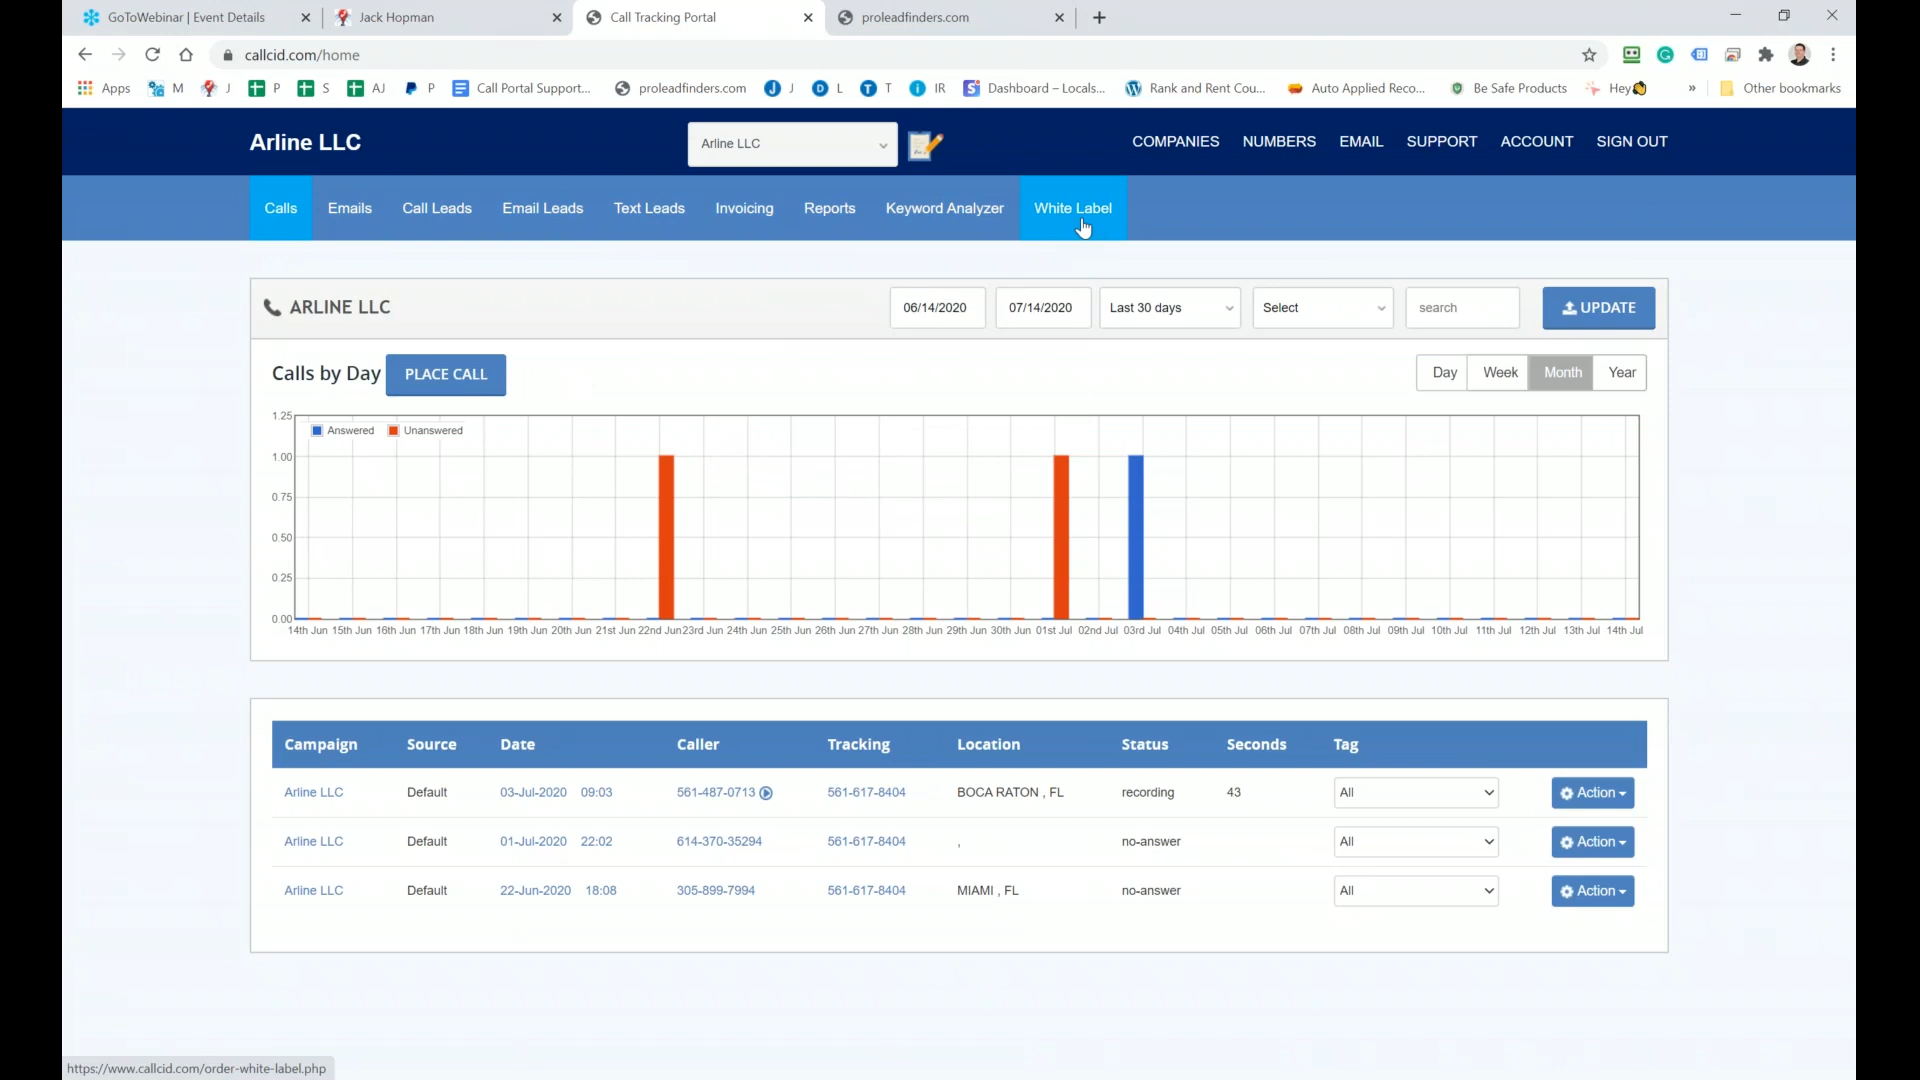 GoToWebinar | Event Details
Jack Hopman
Call Tracking Portal
proleadfinders.com
callcid.com/home
Apps
M
J
P
S
AJ
P
Call Portal Support...
proleadfinders.com
J
D L
T T
IR
Dashboard – Locals...
Rank and Rent Cou...
Auto Applied Reco...
Be Safe Products
Hey
»
Other bookmarks
Arline LLC
Arline LLC
COMPANIES NUMBERS EMAIL SUPPORT ACCOUNT SIGN OUT
Calls Emails Call Leads Email Leads Text Leads Invoicing Reports Keyword Analyzer White Label
ARLINE LLC
06/14/2020 07/14/2020 Last 30 days Select search UPDATE
Calls by Day PLACE CALL
Day Week Month Year
1.25
Answered Unanswered
1.00
0.75
0.50
0.25
0.00
14th Jun 15th Jun 16th Jun 17th Jun 18th Jun 19th Jun 20th Jun 21st Jun 22nd Jun 23rd Jun 24th Jun 25th Jun 26th Jun 27th Jun 28th Jun 29th Jun 30th Jun 01st Jul 02nd Jul 03rd Jul 04th Jul 05th Jul 06th Jul 07th Jul 08th Jul 09th Jul 10th Jul 11th Jul 12th Jul 13th Jul 14th Jul
Campaign Source Date Caller Tracking Location Status Seconds Tag
Arline LLC Default 03-Jul-2020 09:03 561-487-0713 561-617-8404 BOCA RATON , FL recording 43 All Action
Arline LLC Default 01-Jul-2020 22:02 614-370-35294 561-617-8404 , no-answer All Action
Arline LLC Default 22-Jun-2020 18:08 305-899-7994 561-617-8404 MIAMI , FL no-answer All Action
https://www.callcid.com/order-white-label.php